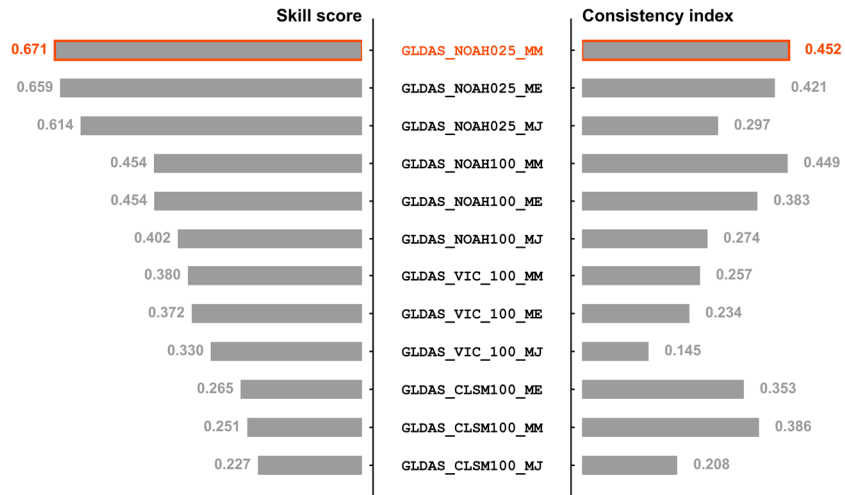 Skill score Consistency index
0.671 GLDAS_NOAH025_MM 0.452
0.659 GLDAS_NOAH025_ME 0.421
0.614 GLDAS_NOAH025_MJ 0.297
0.454 GLDAS_NOAH100_MM 0.449
0.454 GLDAS_NOAH100_ME 0.383
0.402 GLDAS_NOAH100_MJ 0.274
0.380 GLDAS_VIC_100_MM 0.257
0.372 GLDAS_VIC_100_ME 0.234
0.330 GLDAS_VIC_100_MJ 0.145
0.265 GLDAS_CLSM100_ME 0.353
0.251 GLDAS_CLSM100_MM 0.386
0.227 GLDAS_CLSM100_MJ 0.208